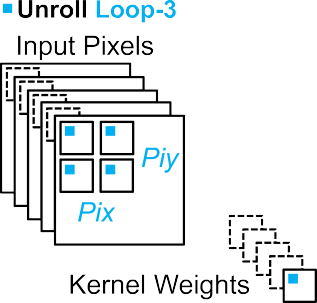 Unroll Loop-3
Input Pixels
Piy
Pix
Kernel Weights